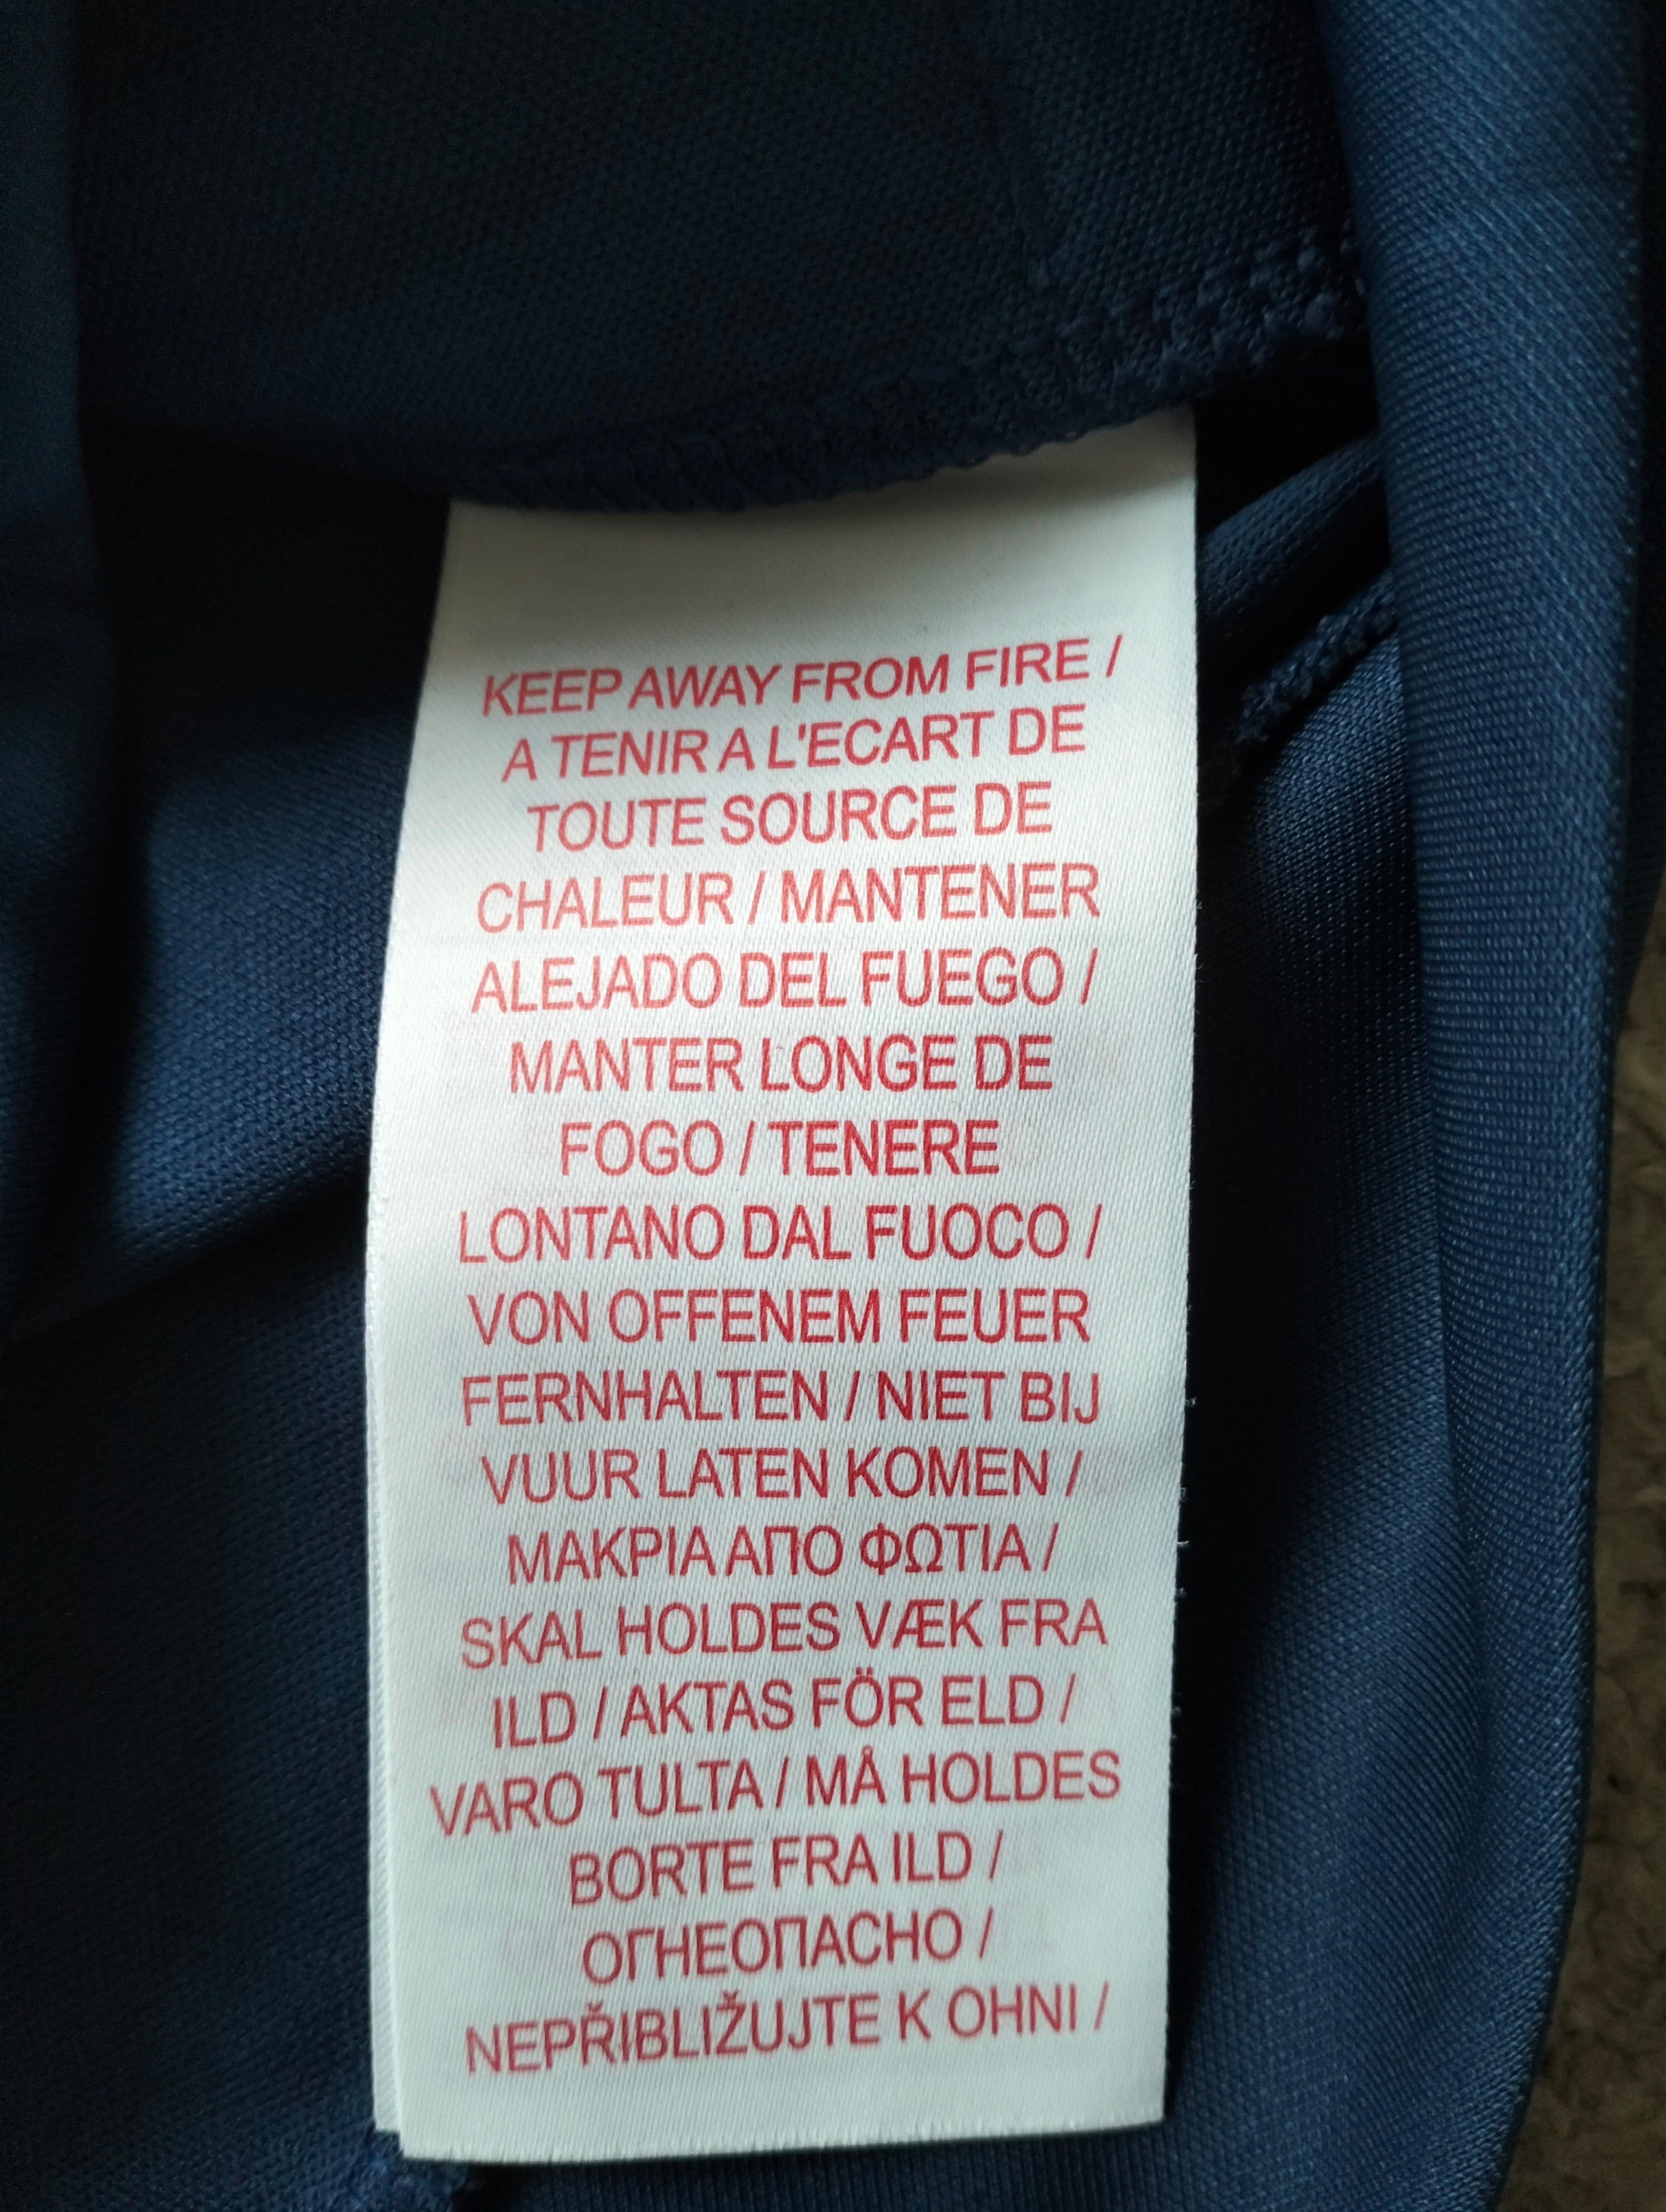 KEEP AWAY FROM FIRE /
A TENIR A L'ECART DE
TOUTE SOURCE DE
CHALEUR / MANTENER
ALEJADO DEL FUEGO /
MANTER LONGE DE
FOGO / TENERE
LONTANO DAL FUOCO /
VON OFFENEM FEUER
FERNHALTEN / NIET BIJ
VUUR LATEN KOMEN /
ΜΑΚΡΙΑ ΑΠΟ ΦΩΤΙΑ /
SKAL HOLDES VÆK FRA
ILD / AKTAS FÖR ELD /
VARO TULTA / MÅ HOLDES
BORTE FRA ILD /
ОГНЕОПАСНО /
NEPŘIBLIŽUJTE K OHNI /